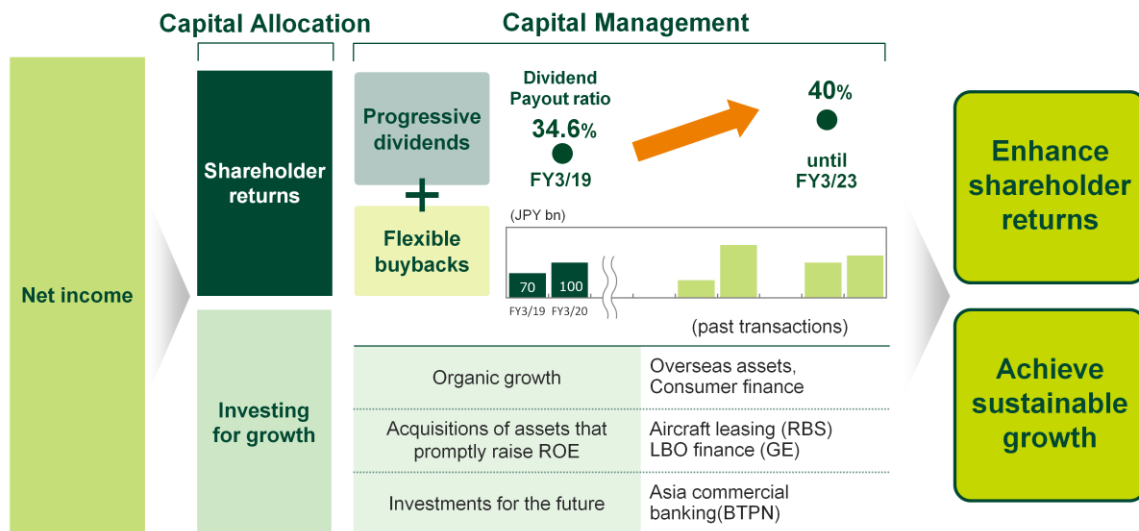 Capital Allocation
Capital Management
Net income
Shareholder
returns
Progressive
dividends
+
Flexible
buybacks
Dividend
Payout ratio
34.6%
FY3/19
40%
until
FY3/23
(JPY bn)
70
100
FY3/19
FY3/20
(past transactions)
Investing
for growth
Organic growth
Overseas assets,
Consumer finance
Acquisitions of assets that
promptly raise ROE
Aircraft leasing (RBS)
LBO finance (GE)
Investments for the future
Asia commercial
banking(BTPN)
Enhance
shareholder
returns
Achieve
sustainable
growth